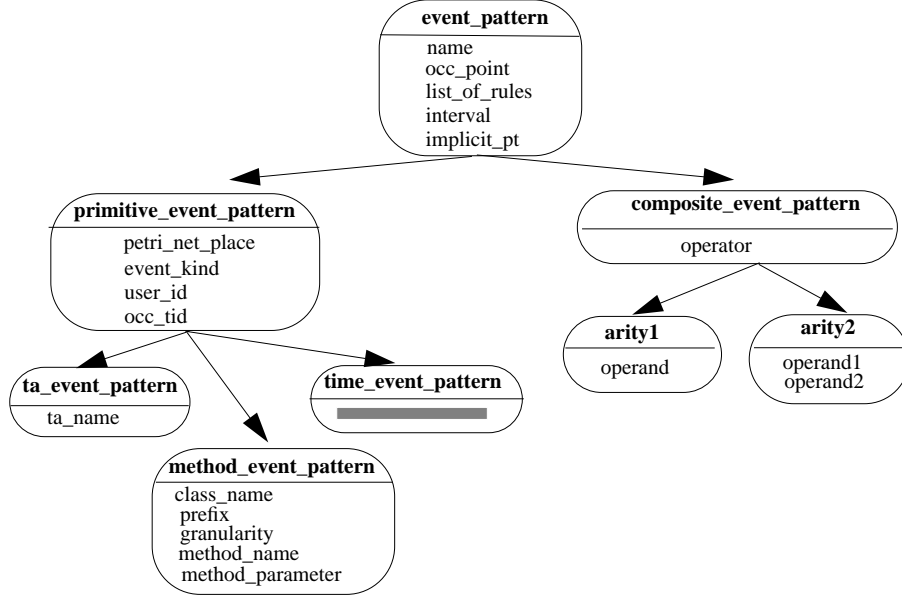 event_pattern
name
occ_point
list_of_rules
interval
implicit_pt
primitive_event_pattern
petri_net_place
event_kind
user_id
occ_tid
composite_event_pattern
operator
arity1
operand
arity2
operand1
operand2
ta_event_pattern
ta_name
time_event_pattern
method_event_pattern
class_name
prefix
granularity
method_name
method_parameter